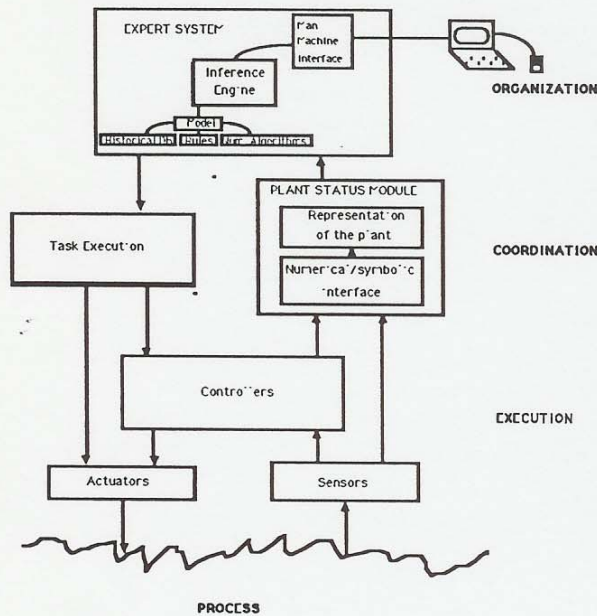 EXPERT SYSTEM
Man
Machine
Interface
Inference
Engine
ORGANIZATION
Model
Historical Db
Rules
Num. Algorithms
PLANT STATUS MODULE
Representation
of the plant
Task Execution
COORDINATION
Numerical/symbolic
interface
Controllers
EXECUTION
Actuators
Sensors
PROCESS